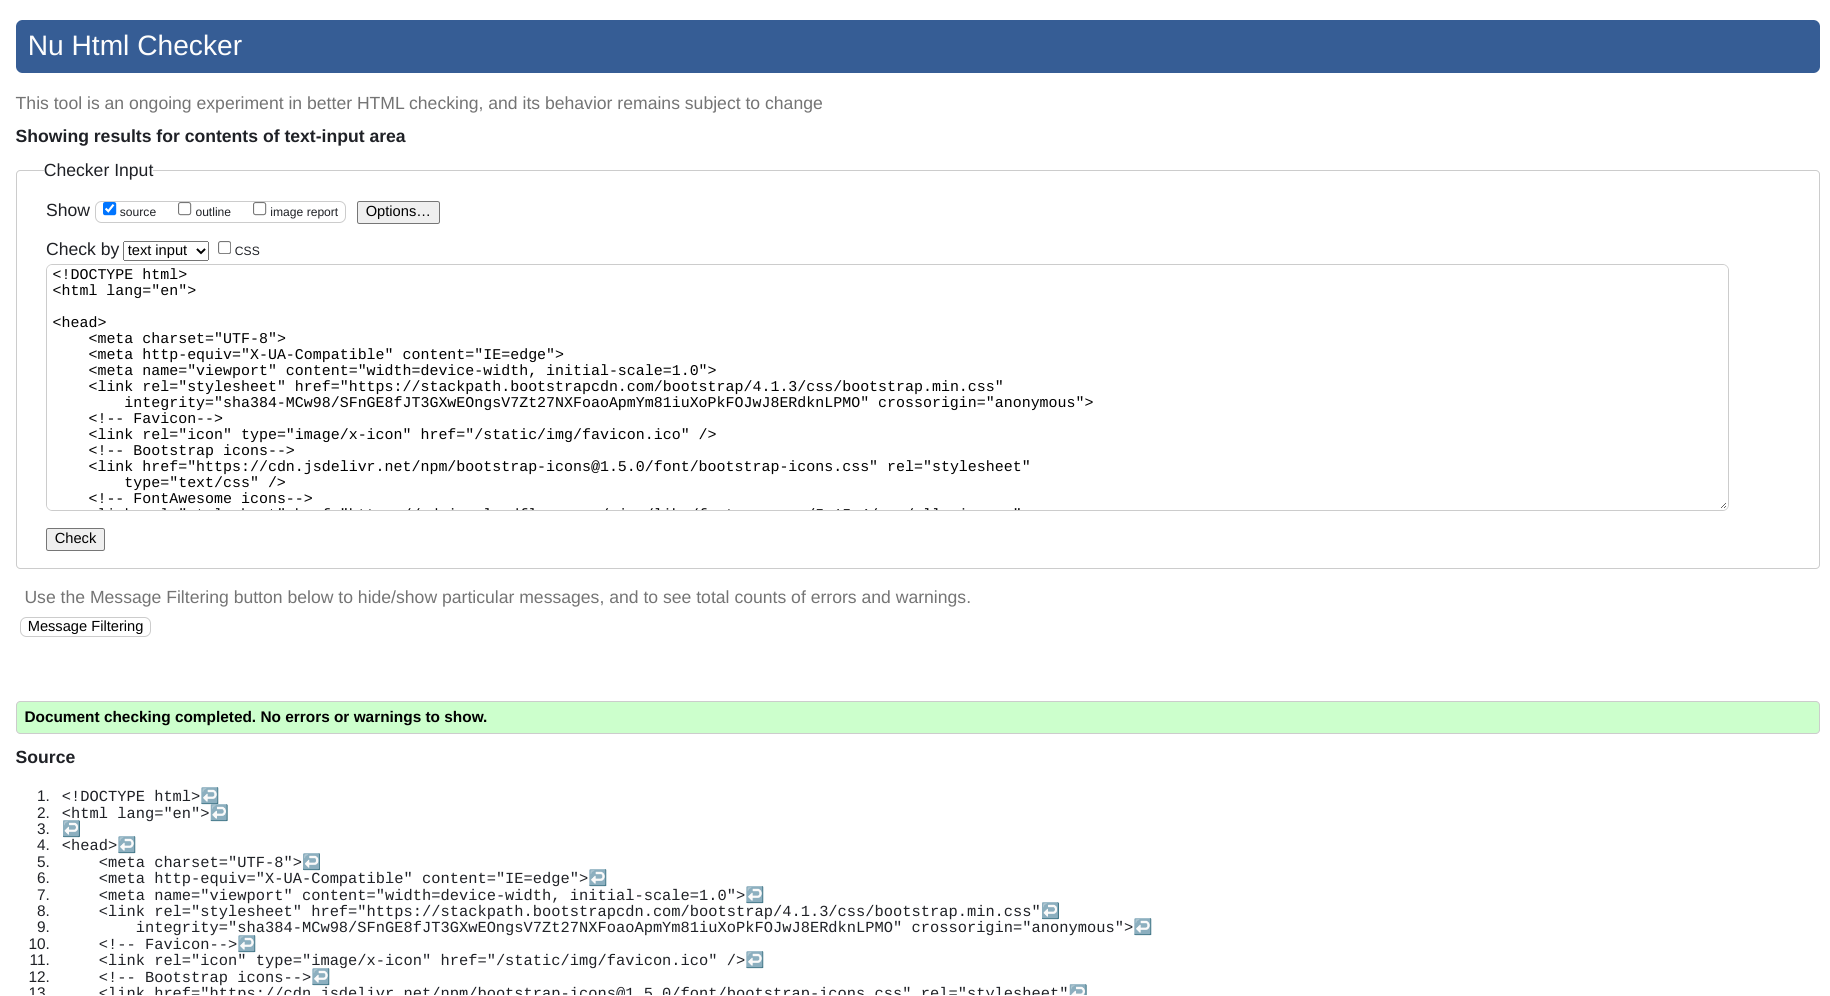 Nu Html Checker
This tool is an ongoing experiment in better HTML checking, and its behavior remains subject to change
Showing results for contents of text-input area
Checker Input
Show source outline image report Options…
Check by text input CSS
<!DOCTYPE html>
<html lang="en">
<head>
    <meta charset="UTF-8">
    <meta http-equiv="X-UA-Compatible" content="IE=edge">
    <meta name="viewport" content="width=device-width, initial-scale=1.0">
    <link rel="stylesheet" href="https://stackpath.bootstrapcdn.com/bootstrap/4.1.3/css/bootstrap.min.css"
        integrity="sha384-MCw98/SFnGE8fJT3GXwEOngsV7Zt27NXFoaoApmYm81iuXoPkFOJwJ8ERdknLPMO" crossorigin="anonymous">
    <!-- Favicon-->
    <link rel="icon" type="image/x-icon" href="/static/img/favicon.ico" />
    <!-- Bootstrap icons-->
    <link href="https://cdn.jsdelivr.net/npm/bootstrap-icons@1.5.0/font/bootstrap-icons.css" rel="stylesheet"
        type="text/css" />
    <!-- FontAwesome icons-->
Check
Use the Message Filtering button below to hide/show particular messages, and to see total counts of errors and warnings.
Message Filtering
Document checking completed. No errors or warnings to show.
Source
1. <!DOCTYPE html>↩
2. <html lang="en">↩
3. ↩
4. <head>↩
5.     <meta charset="UTF-8">↩
6.     <meta http-equiv="X-UA-Compatible" content="IE=edge">↩
7.     <meta name="viewport" content="width=device-width, initial-scale=1.0">↩
8.     <link rel="stylesheet" href="https://stackpath.bootstrapcdn.com/bootstrap/4.1.3/css/bootstrap.min.css"↩
9.         integrity="sha384-MCw98/SFnGE8fJT3GXwEOngsV7Zt27NXFoaoApmYm81iuXoPkFOJwJ8ERdknLPMO" crossorigin="anonymous">↩
10.     <!-- Favicon-->↩
11.     <link rel="icon" type="image/x-icon" href="/static/img/favicon.ico" />↩
12.     <!-- Bootstrap icons-->↩
13.     <link href="https://cdn.jsdelivr.net/npm/bootstrap-icons@1.5.0/font/bootstrap-icons.css" rel="stylesheet"↩